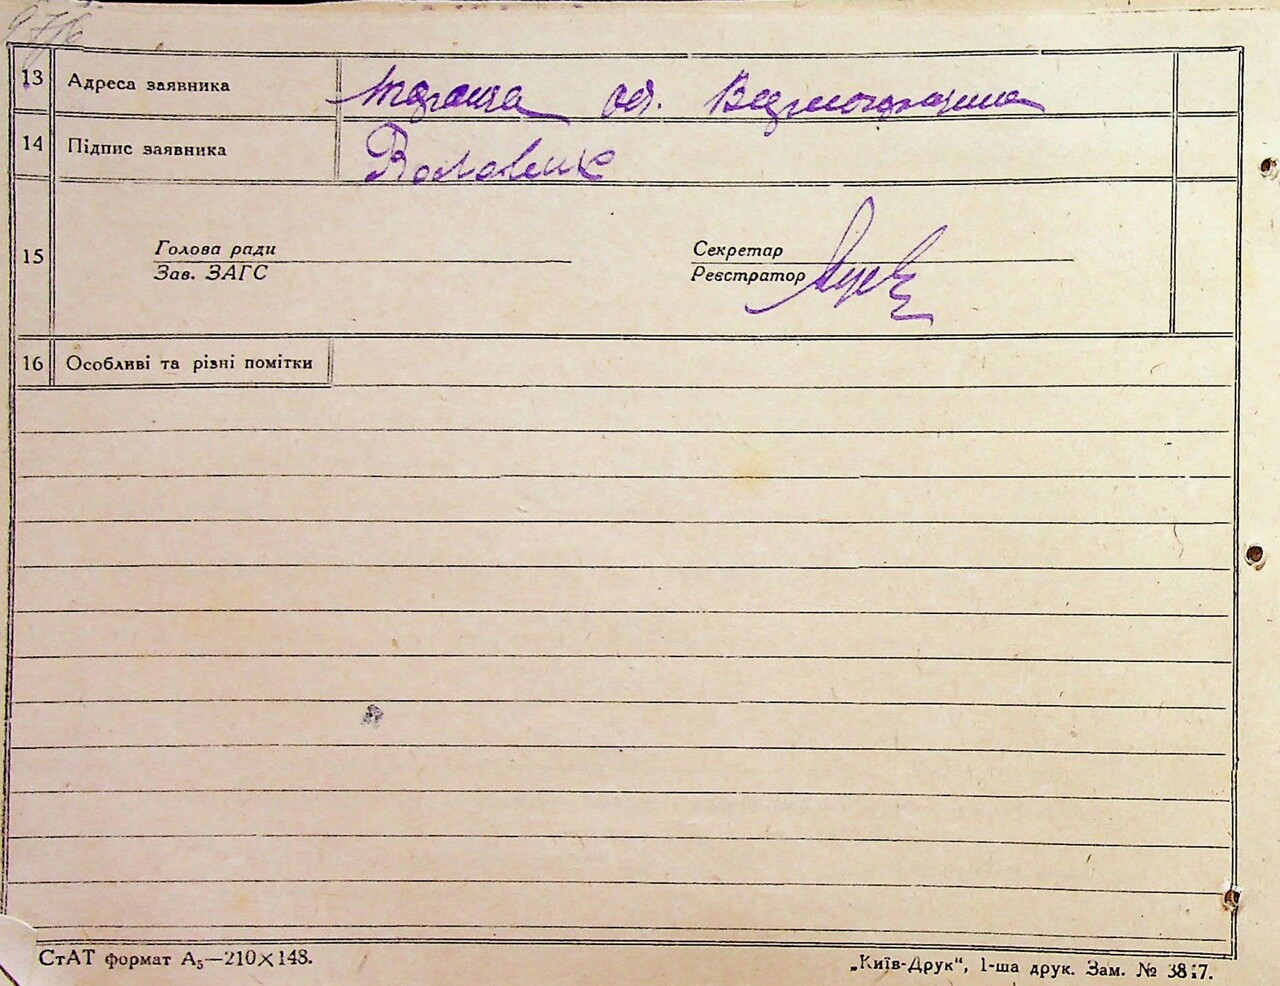 976
13 Адреса заявника
14 Підпис заявника
15 Голова ради Секретар
Зав. ЗАГС Реєстратор
16 Особливі та різні помітки
СтАТ формат А5—210×148.
„Київ-Друк“, 1-ша друк. Зам. № 3817.